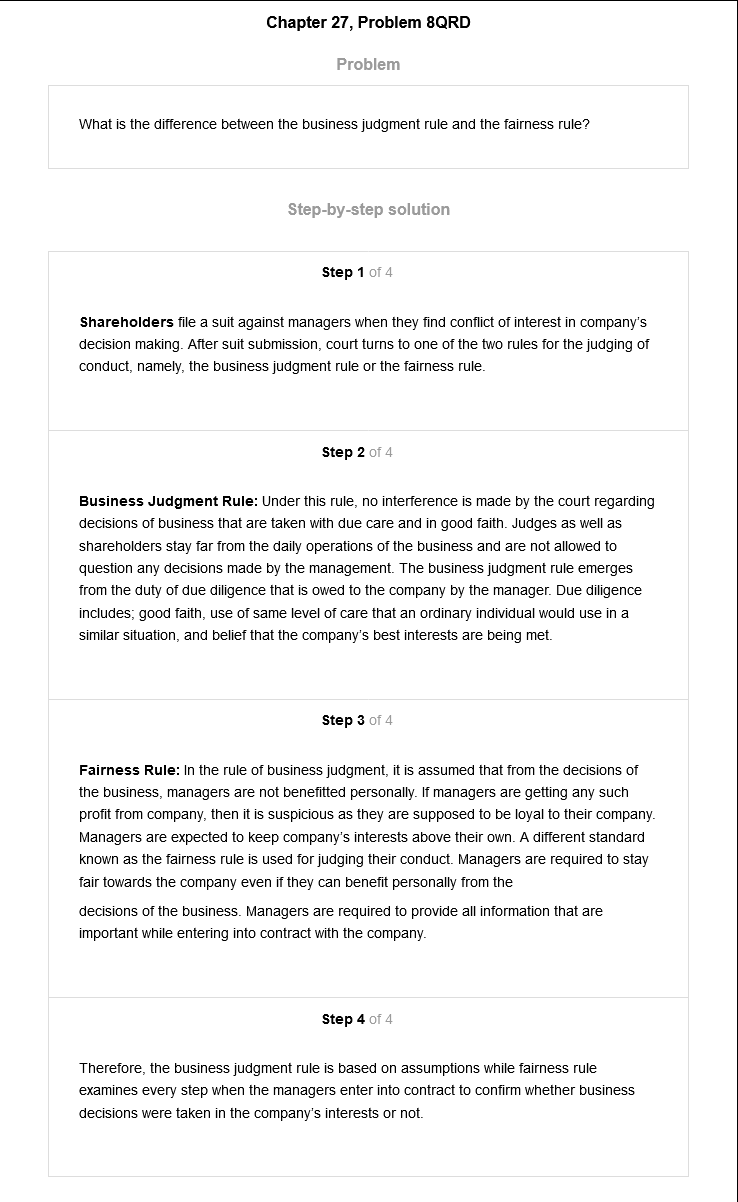 Chapter 27, Problem 8QRD
Problem
What is the difference between the business judgment rule and the fairness rule?
Step-by-step solution
Step 1 of 4
Shareholders file a suit against managers when they find conflict of interest in company's
decision making. After suit submission, court turns to one of the two rules for the judging of
conduct, namely, the business judgment rule or the fairness rule.
Step 2 of 4
Business Judgment Rule: Under this rule, no interference is made by the court regarding
decisions of business that are taken with due care and in good faith. Judges as well as
shareholders stay far from the daily operations of the business and are not allowed to
question any decisions made by the management. The business judgment rule emerges
from the duty of due diligence that is owed to the company by the manager. Due diligence
includes; good faith, use of same level of care that an ordinary individual would use in a
similar situation, and belief that the company's best interests are being met.
Step 3 of 4
Fairness Rule: In the rule of business judgment, it is assumed that from the decisions of
the business, managers are not benefitted personally. If managers are getting any such
profit from company, then it is suspicious as they are supposed to be loyal to their company.
Managers are expected to keep company's interests above their own. A different standard
known as the fairness rule is used for judging their conduct. Managers are required to stay
fair towards the company even if they can benefit personally from the
decisions of the business. Managers are required to provide all information that are
important while entering into contract with the company.
Step 4 of 4
Therefore, the business judgment rule is based on assumptions while fairness rule
examines every step when the managers enter into contract to confirm whether business
decisions were taken in the company's interests or not.